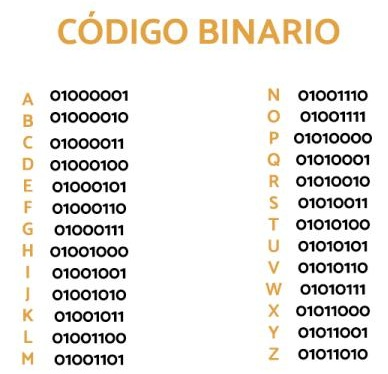 CÓDIGO BINARIO
A 01000001
B 01000010
C 01000011
D 01000100
E 01000101
F 01000110
G 01000111
H 01001000
I 01001001
J 01001010
K 01001011
L 01001100
M 01001101
N 01001110
O 01001111
P 01010000
Q 01010001
R 01010010
S 01010011
T 01010100
U 01010101
V 01010110
W 01010111
X 01011000
Y 01011001
Z 01011010